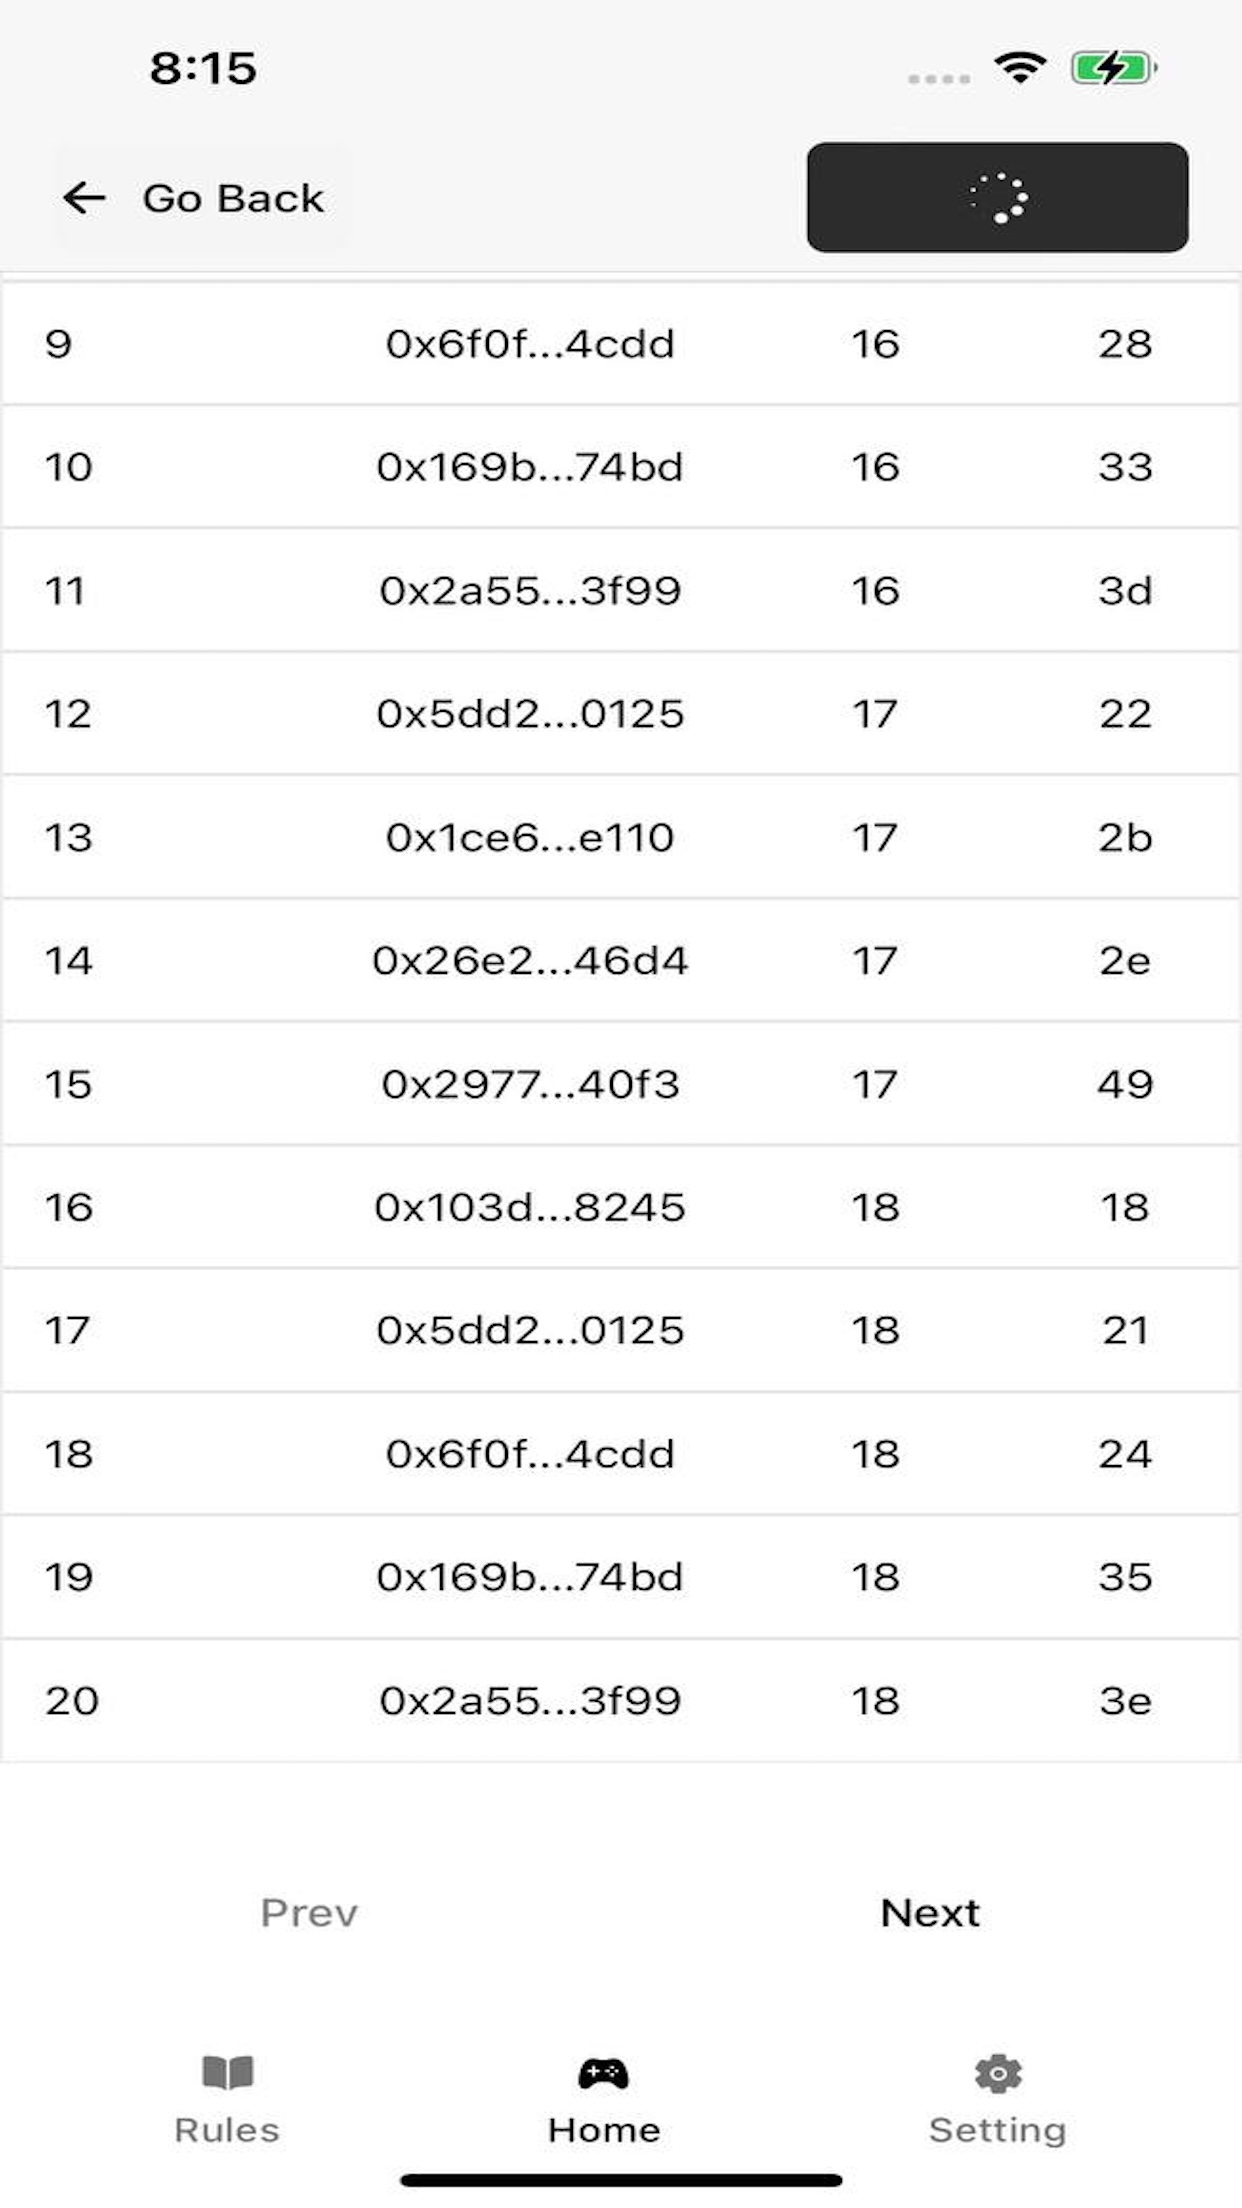 8:15
Go Back
9 0x6f0f...4cdd 16 28
10 0x169b...74bd 16 33
11 0x2a55...3f99 16 3d
12 0x5dd2...0125 17 22
13 0x1ce6...e110 17 2b
14 0x26e2...46d4 17 2e
15 0x2977...40f3 17 49
16 0x103d...8245 18 18
17 0x5dd2...0125 18 21
18 0x6f0f...4cdd 18 24
19 0x169b...74bd 18 35
20 0x2a55...3f99 18 3e
Prev Next
Rules Home Setting